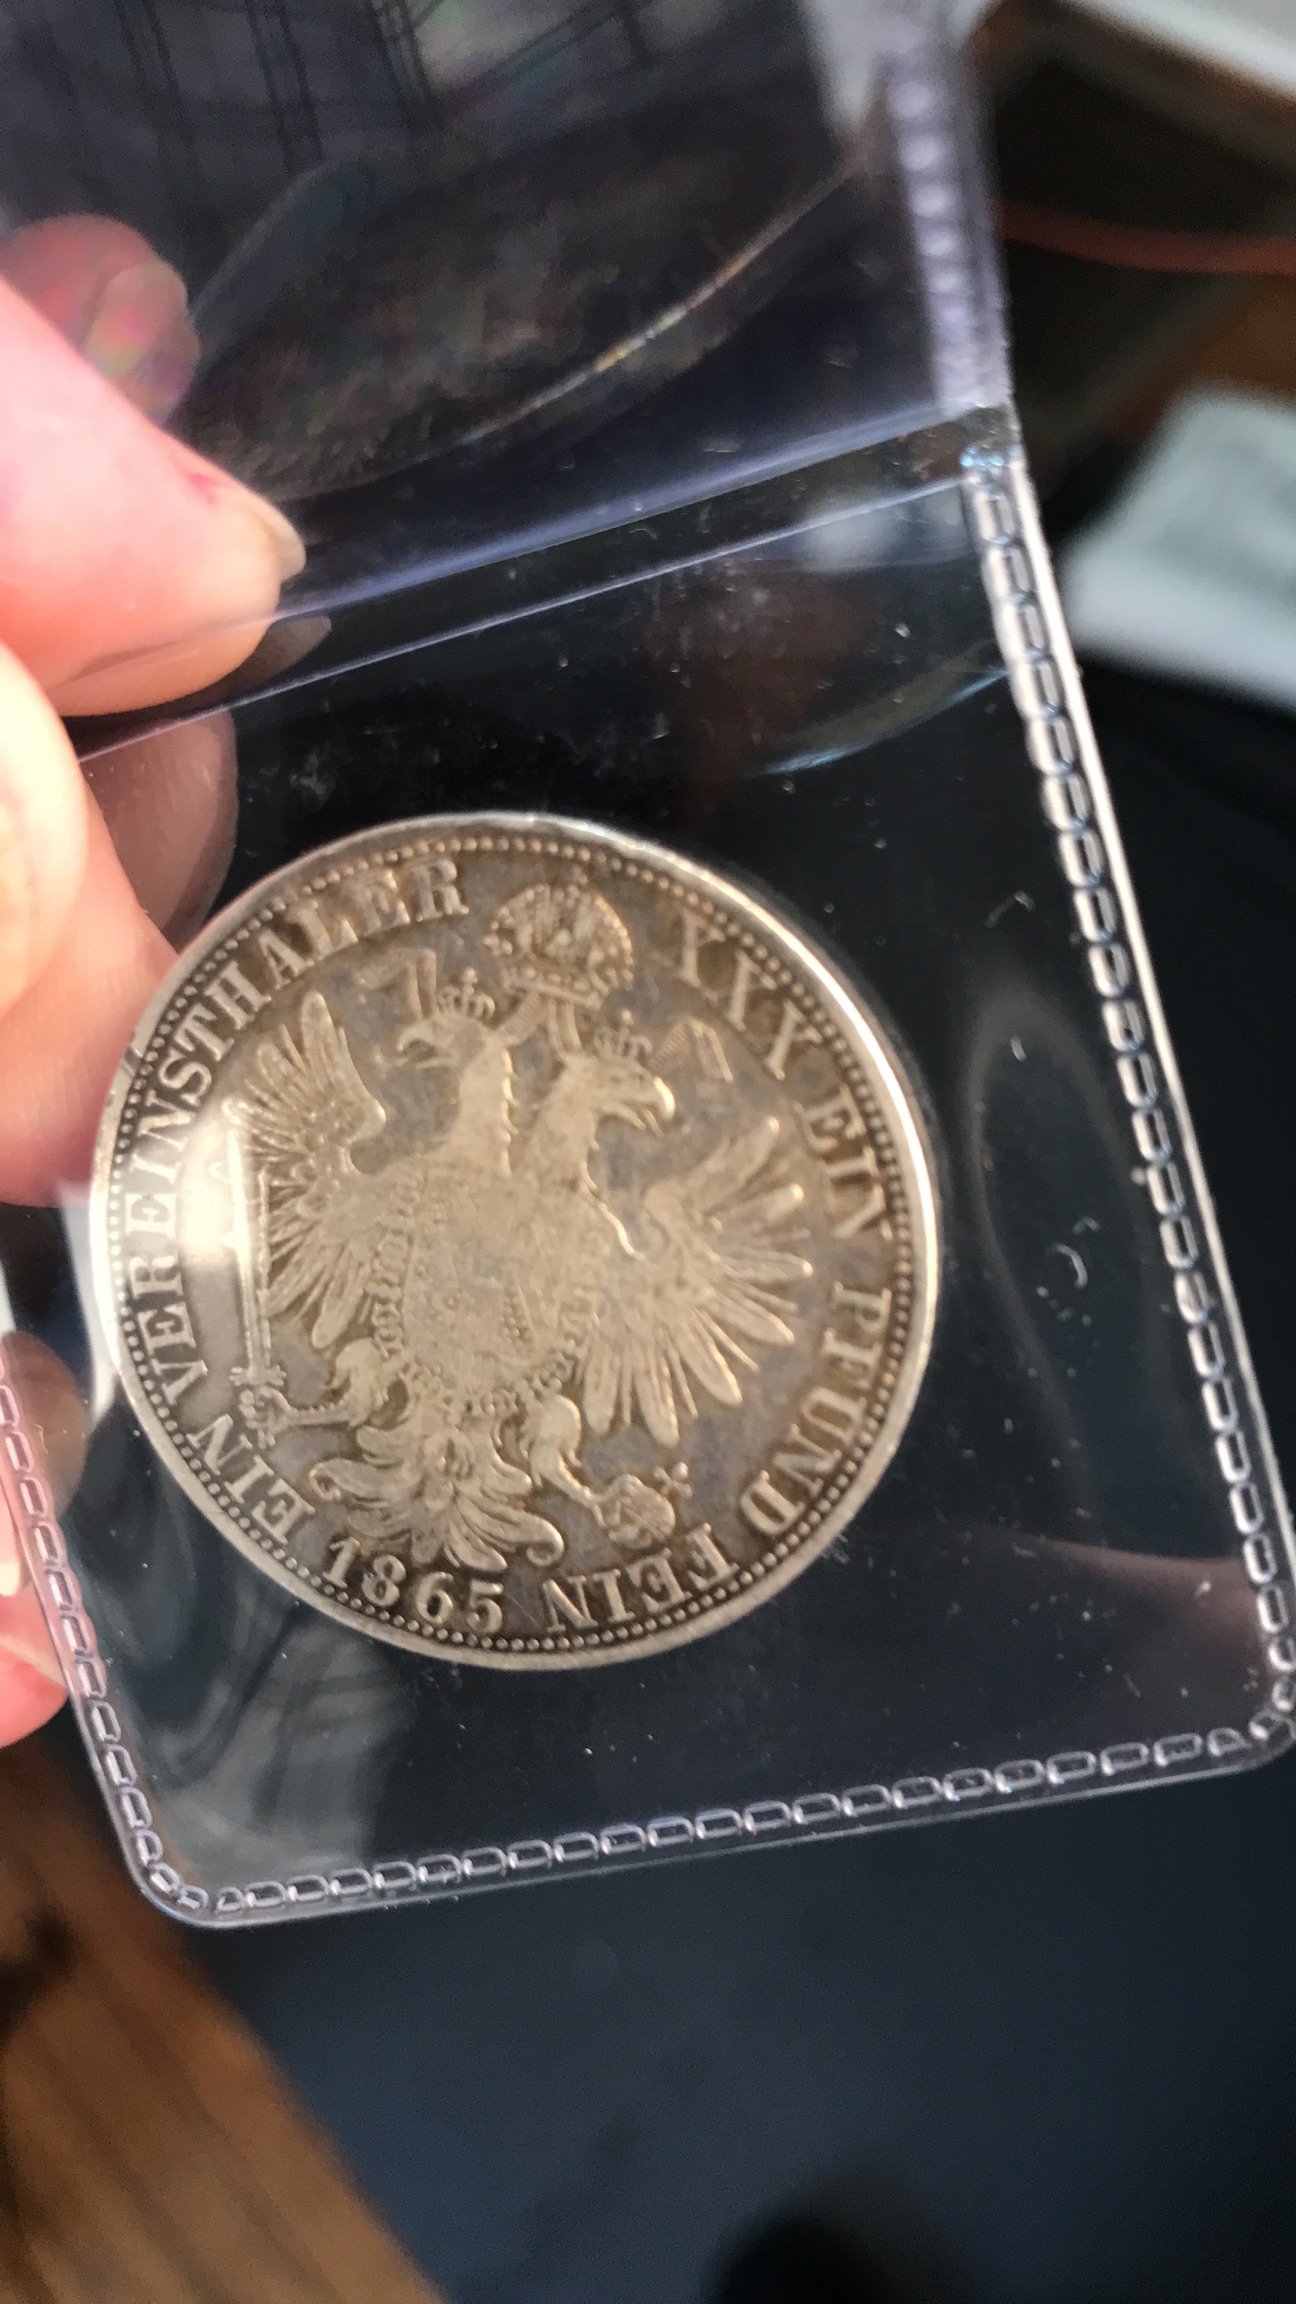 EIN VEREINSTHALER
XXX EIN PFUND FEIN
1865